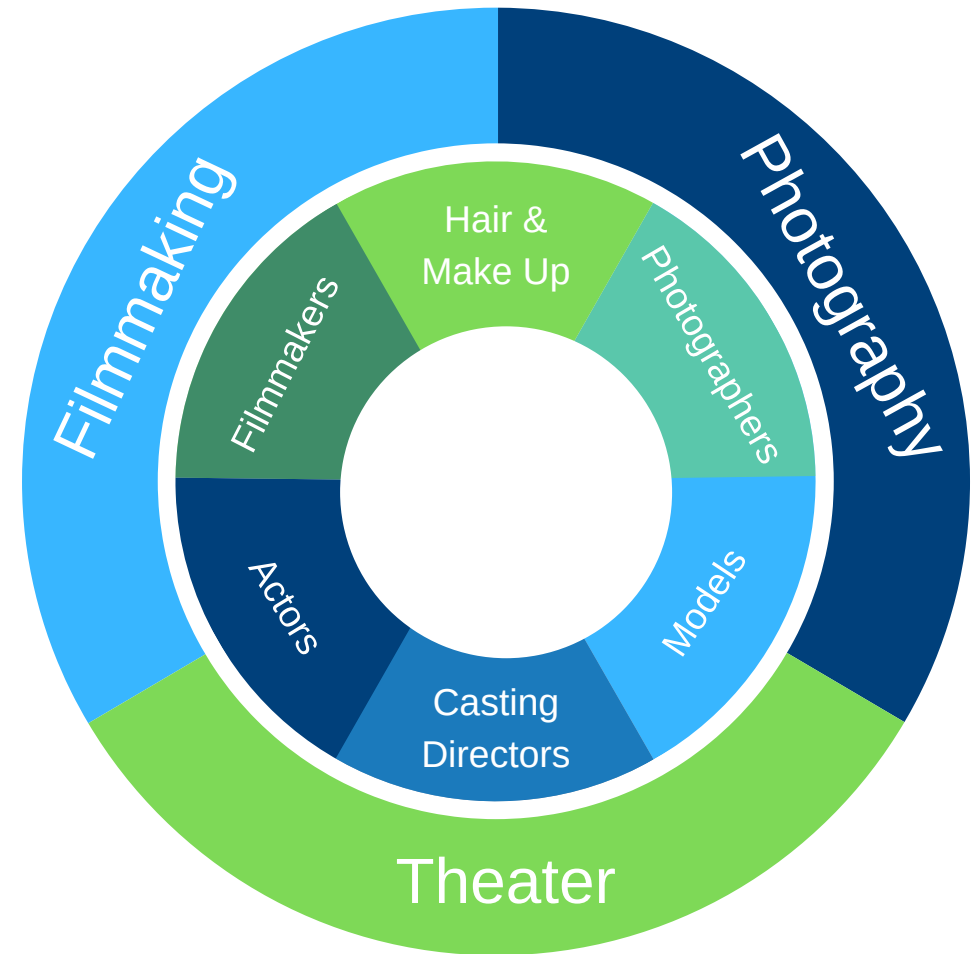 Filmmaking
Photography
Theater
Hair &
Make Up
Photographers
Models
Casting
Directors
Actors
Filmmakers